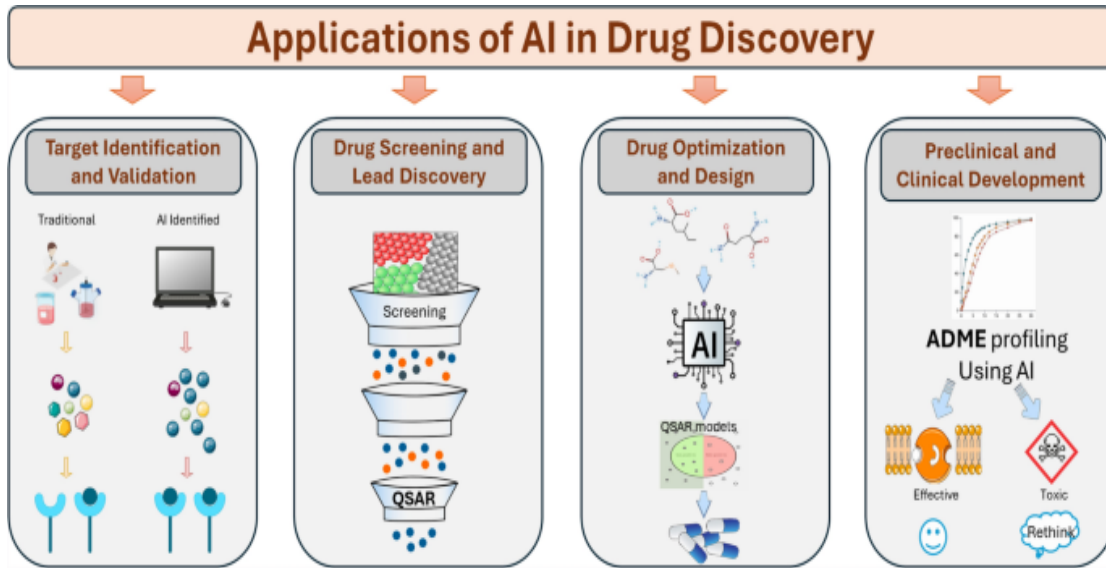 Applications of AI in Drug Discovery
Target Identification
and Validation
Traditional
AI Identified
Drug Screening and
Lead Discovery
Screening
QSAR
Drug Optimization
and Design
AI
QSAR models
Preclinical and
Clinical Development
ADME profiling
Using AI
Effective
Toxic
Rethink